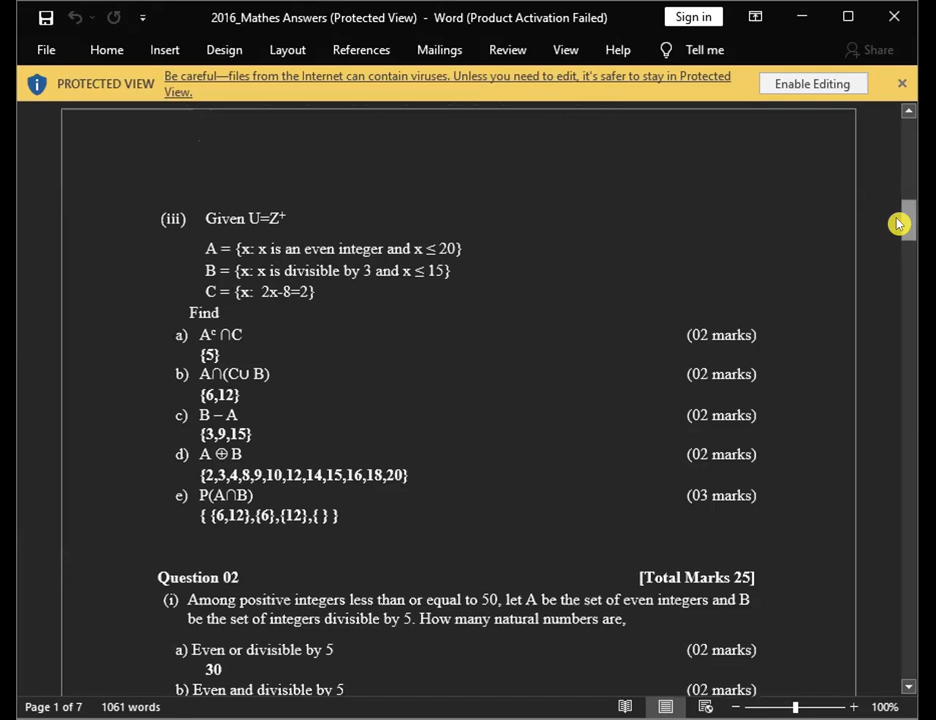 2016_Mathes Answers (Protected View) - Word (Product Activation Failed)
Sign in
File Home Insert Design Layout References Mailings Review View Help Tell me Share
PROTECTED VIEW Be careful—files from the Internet can contain viruses. Unless you need to edit, it's safer to stay in Protected View. Enable Editing
(iii) Given U=Z⁺
A = {x: x is an even integer and x ≤ 20}
B = {x: x is divisible by 3 and x ≤ 15}
C = {x: 2x-8=2}
Find
a) Aᶜ ∩C (02 marks)
{5}
b) A∩(C∪ B) (02 marks)
{6,12}
c) B – A (02 marks)
{3,9,15}
d) A ⊕ B (02 marks)
{2,3,4,8,9,10,12,14,15,16,18,20}
e) P(A∩B) (03 marks)
{ {6,12},{6},{12},{ } }
Question 02 [Total Marks 25]
(i) Among positive integers less than or equal to 50, let A be the set of even integers and B
be the set of integers divisible by 5. How many natural numbers are,
a) Even or divisible by 5 (02 marks)
30
b) Even and divisible by 5 (02 marks)
Page 1 of 7 1061 words 100%